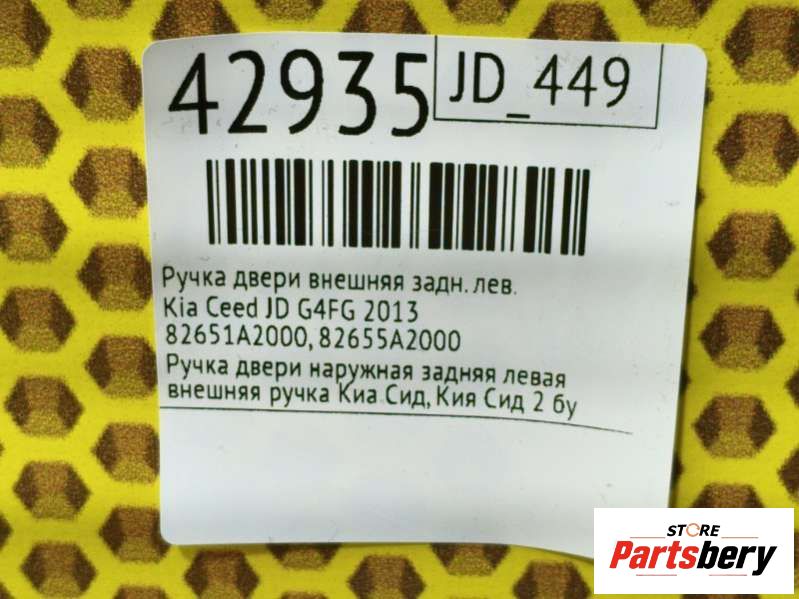 42935
JD_449
Ручка двери внешняя задн. лев.
Kia Ceed JD G4FG 2013
82651A2000, 82655A2000
Ручка двери наружная задняя левая
внешняя ручка Киа Сид, Кия Сид 2 бу
STORE
Partsbery